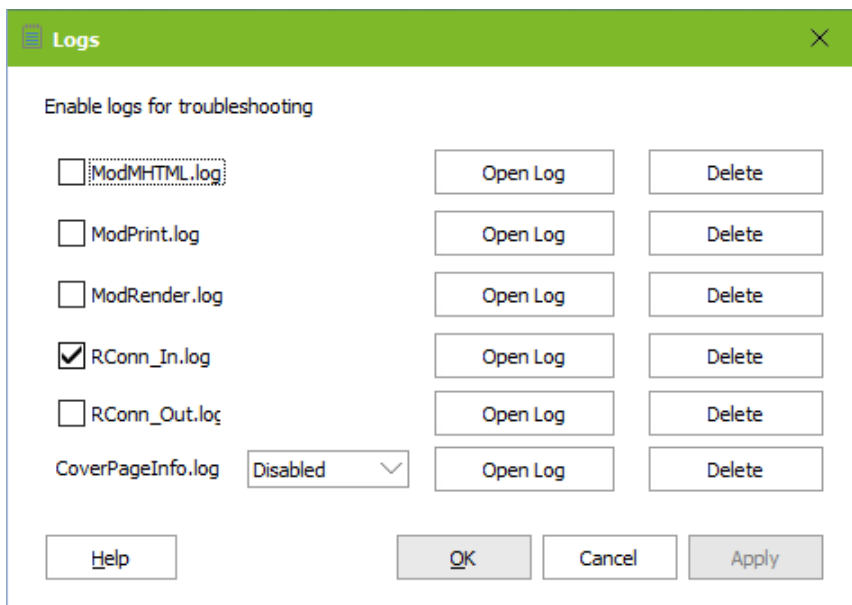 Logs
Enable logs for troubleshooting
ModMHTML.log Open Log Delete
ModPrint.log Open Log Delete
ModRender.log Open Log Delete
RConn_In.log Open Log Delete
RConn_Out.log Open Log Delete
CoverPageInfo.log Disabled Open Log Delete
Help OK Cancel Apply